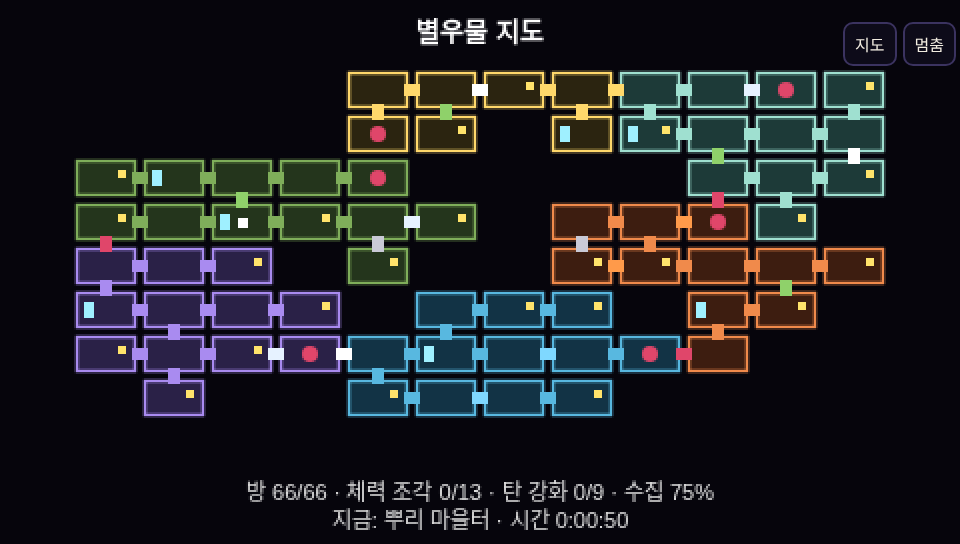 별우물 지도
지도 멈춤
방 66/66 · 체력 조각 0/13 · 탄 강화 0/9 · 수집 75%
지금: 뿌리 마을터 · 시간 0:00:50